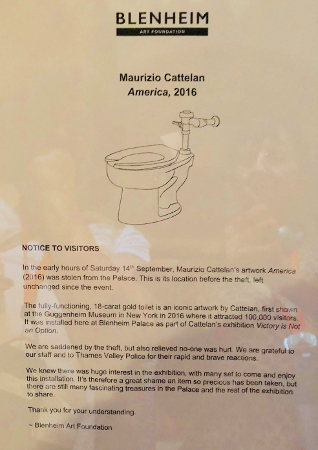 BLENHEIM
ART FOUNDATION
Maurizio Cattelan
America, 2016
NOTICE TO VISITORS
In the early hours of Saturday 14th September, Maurizio Cattelan's artwork America
(2016) was stolen from the Palace. This is its location before the theft, left
unchanged since the event.
The fully-functioning, 18-carat gold toilet is an iconic artwork by Cattelan, first shown
at the Guggenheim Museum in New York in 2016 where it attracted 100,000 visitors.
It was installed here at Blenheim Palace as part of Cattelan's exhibition Victory is Not
an Option.
We are saddened by the theft, but also relieved no-one was hurt. We are grateful to
our staff and to Thames Valley Police for their rapid and brave reactions.
We knew there was huge interest in the exhibition, with many set to come and enjoy
this installation. It's therefore a great shame an item so precious has been taken, but
there are still many fascinating treasures in the Palace and the rest of the exhibition
to share.
Thank you for your understanding.
~ Blenheim Art Foundation